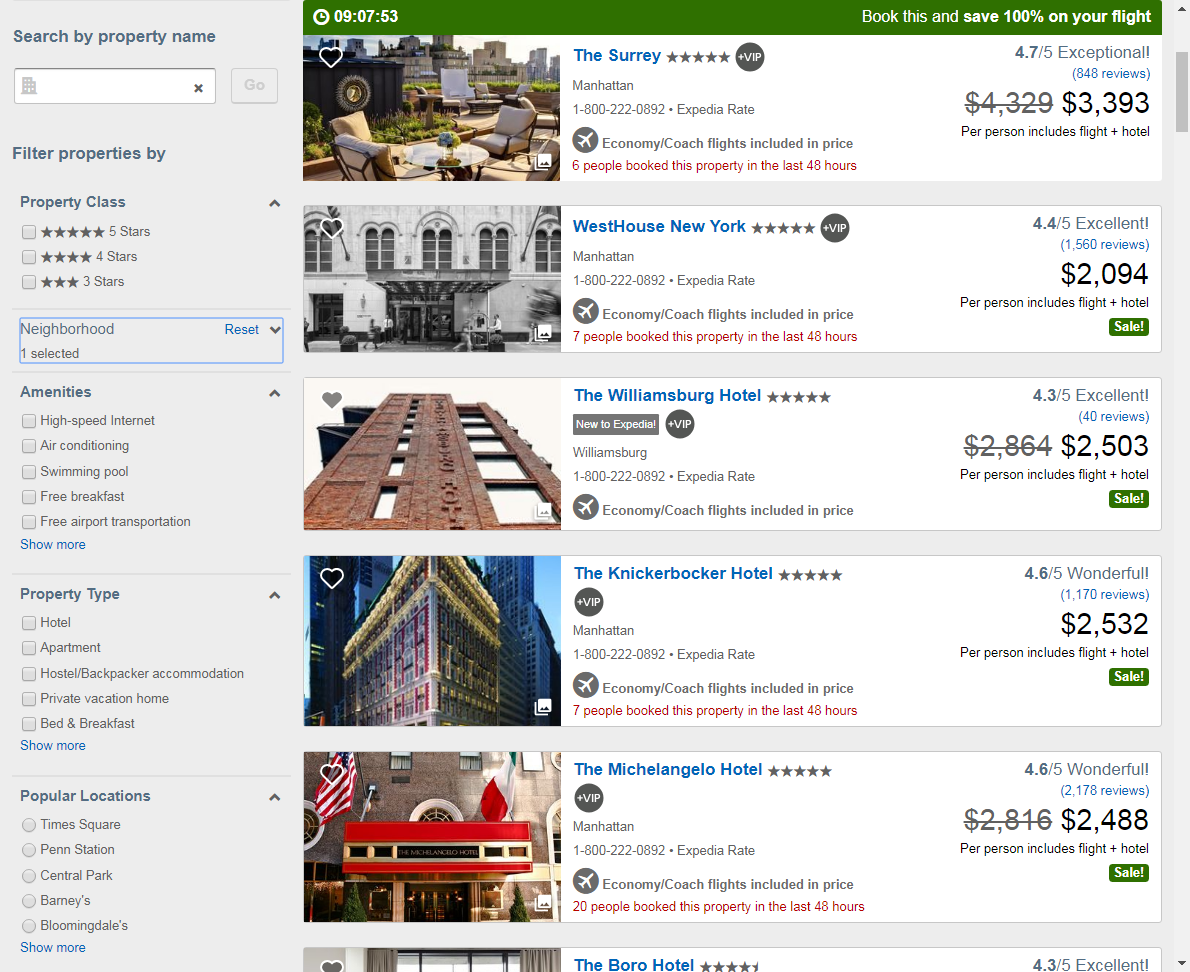 Search by property name
Go
Filter properties by
Property Class
5 Stars
4 Stars
3 Stars
Neighborhood Reset
1 selected
Amenities
High-speed Internet
Air conditioning
Swimming pool
Free breakfast
Free airport transportation
Show more
Property Type
Hotel
Apartment
Hostel/Backpacker accommodation
Private vacation home
Bed & Breakfast
Show more
Popular Locations
Times Square
Penn Station
Central Park
Barney's
Bloomingdale's
Show more
09:07:53 Book this and save 100% on your flight
The Surrey +VIP 4.7/5 Exceptional!
Manhattan (848 reviews)
1-800-222-0892 • Expedia Rate $4,329 $3,393
Per person includes flight + hotel
Economy/Coach flights included in price
6 people booked this property in the last 48 hours
WestHouse New York +VIP 4.4/5 Excellent!
(1,560 reviews)
Manhattan
1-800-222-0892 • Expedia Rate $2,094
Per person includes flight + hotel
Economy/Coach flights included in price
Sale!
7 people booked this property in the last 48 hours
The Williamsburg Hotel 4.3/5 Excellent!
New to Expedia! +VIP (40 reviews)
Williamsburg $2,864 $2,503
1-800-222-0892 • Expedia Rate Per person includes flight + hotel
Economy/Coach flights included in price Sale!
The Knickerbocker Hotel 4.6/5 Wonderful!
+VIP (1,170 reviews)
Manhattan $2,532
1-800-222-0892 • Expedia Rate Per person includes flight + hotel
Economy/Coach flights included in price Sale!
7 people booked this property in the last 48 hours
The Michelangelo Hotel 4.6/5 Wonderful!
+VIP (2,178 reviews)
Manhattan $2,816 $2,488
1-800-222-0892 • Expedia Rate Per person includes flight + hotel
THE MICHELANGELO HOTEL
Economy/Coach flights included in price Sale!
20 people booked this property in the last 48 hours
The Boro Hotel 4.3/5 Excellent!